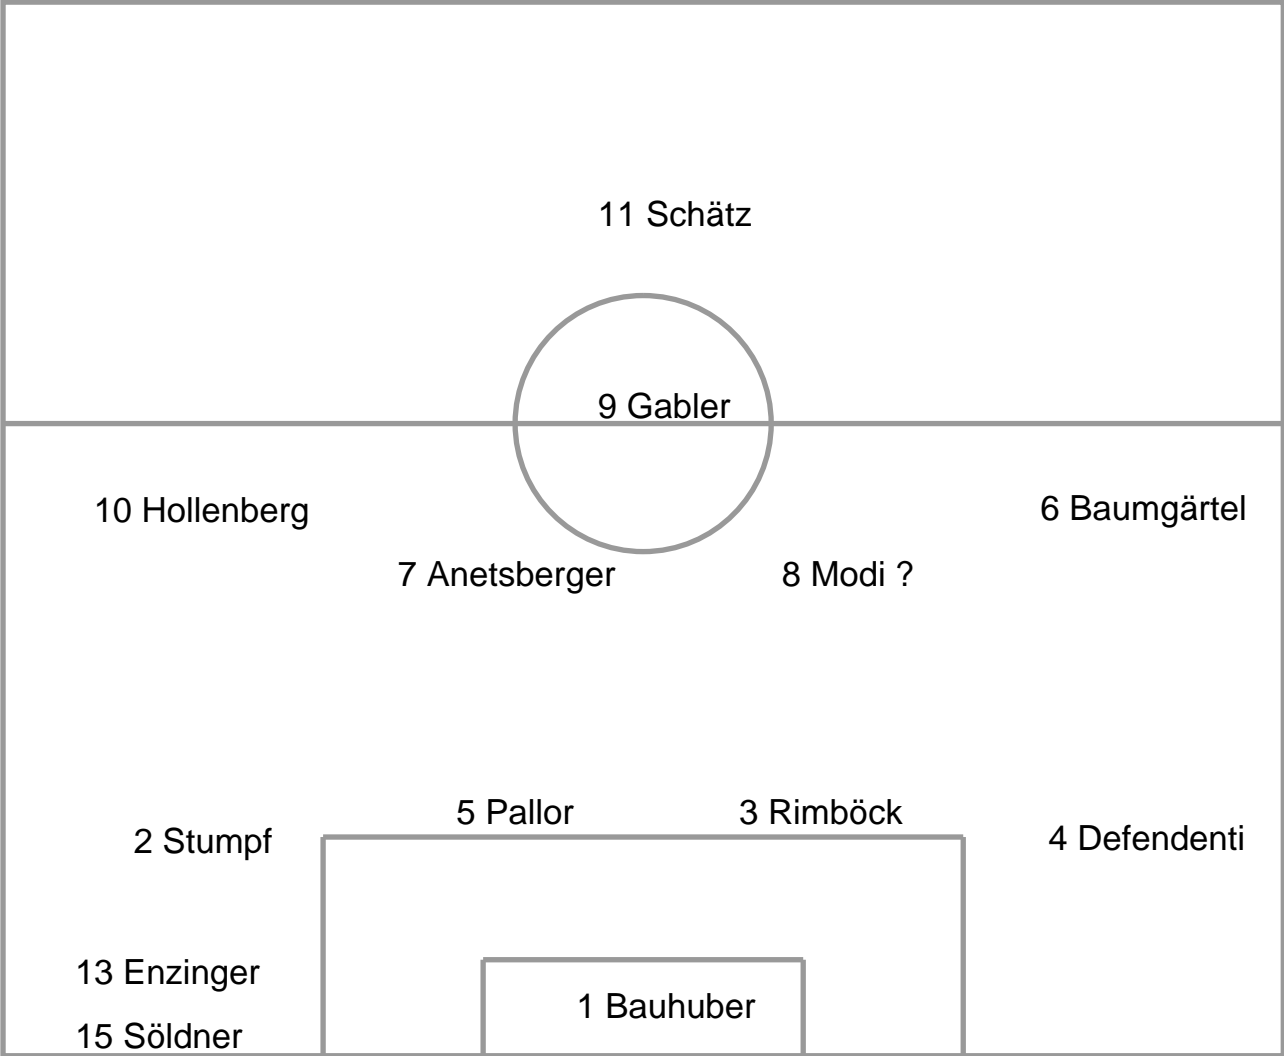 11 Schätz
9 Gabler
10 Hollenberg
6 Baumgärtel
7 Anetsberger
8 Modi ?
5 Pallor
3 Rimböck
2 Stumpf
4 Defendenti
13 Enzinger
1 Bauhuber
15 Söldner